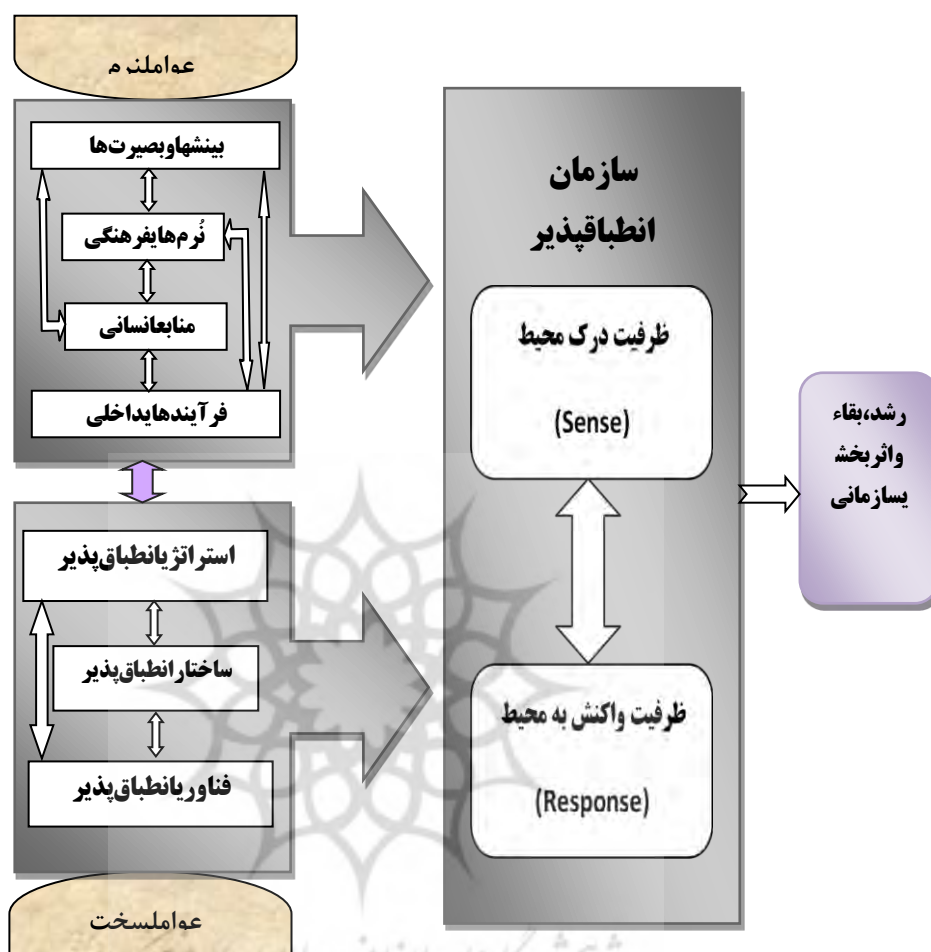 عواملنرم
بینشهاوبصیرت‌ها
نُرم‌هایفرهنگی
منابعانسانی
فرآیندهایداخلی
استراتژیانطباق‌پذیر
ساختارانطباق‌پذیر
فناوریانطباق‌پذیر
عواملسخت
سازمان
انطباقپذیر
ظرفیت درک محیط
(Sense)
ظرفیت واکنش به محیط
(Response)
رشد،بقاء
واثربخش
یسازمانی